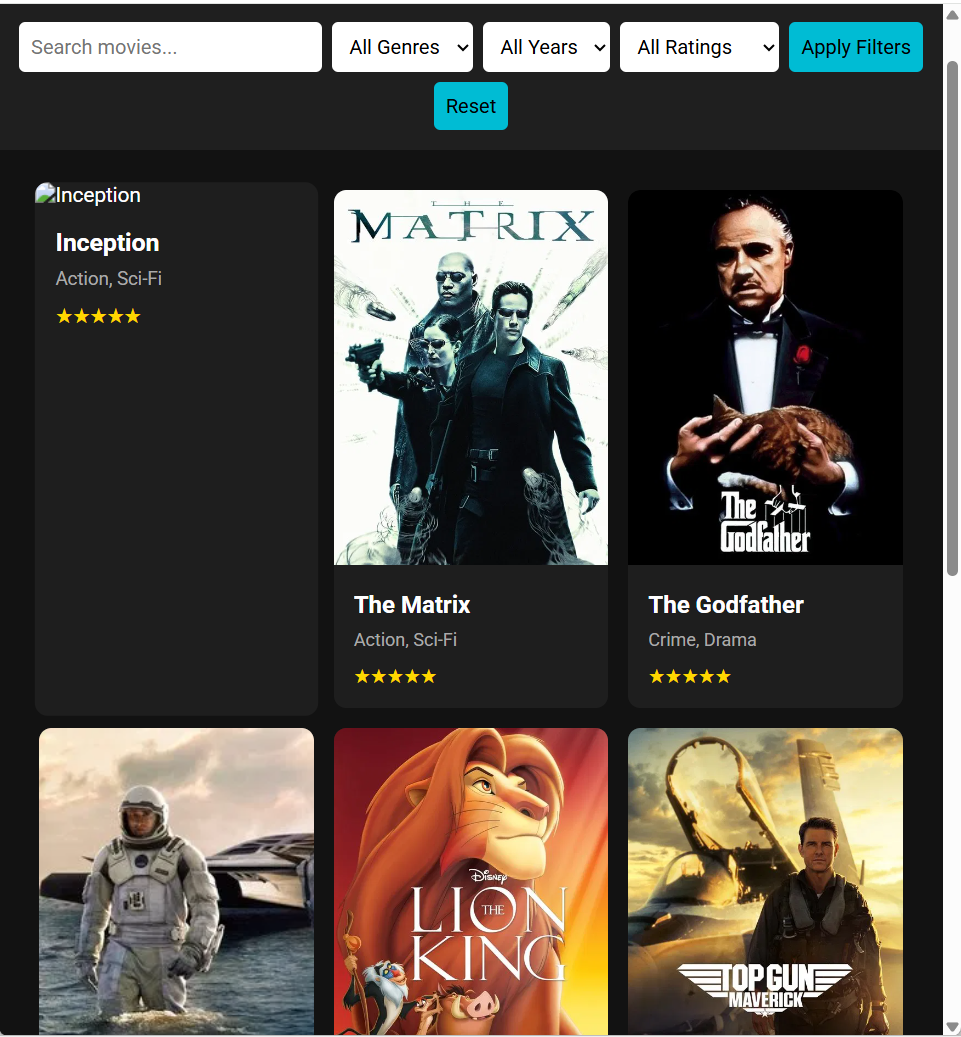 Search movies...
All Genres
All Years
All Ratings
Apply Filters
Reset
Inception
Inception
Action, Sci-Fi
★★★★★
THE
MATRIX
The Matrix
Action, Sci-Fi
★★★★★
The
Godfather
The Godfather
Crime, Drama
★★★★★
Disney
THE
LION
KING
TOP GUN
MAVERICK